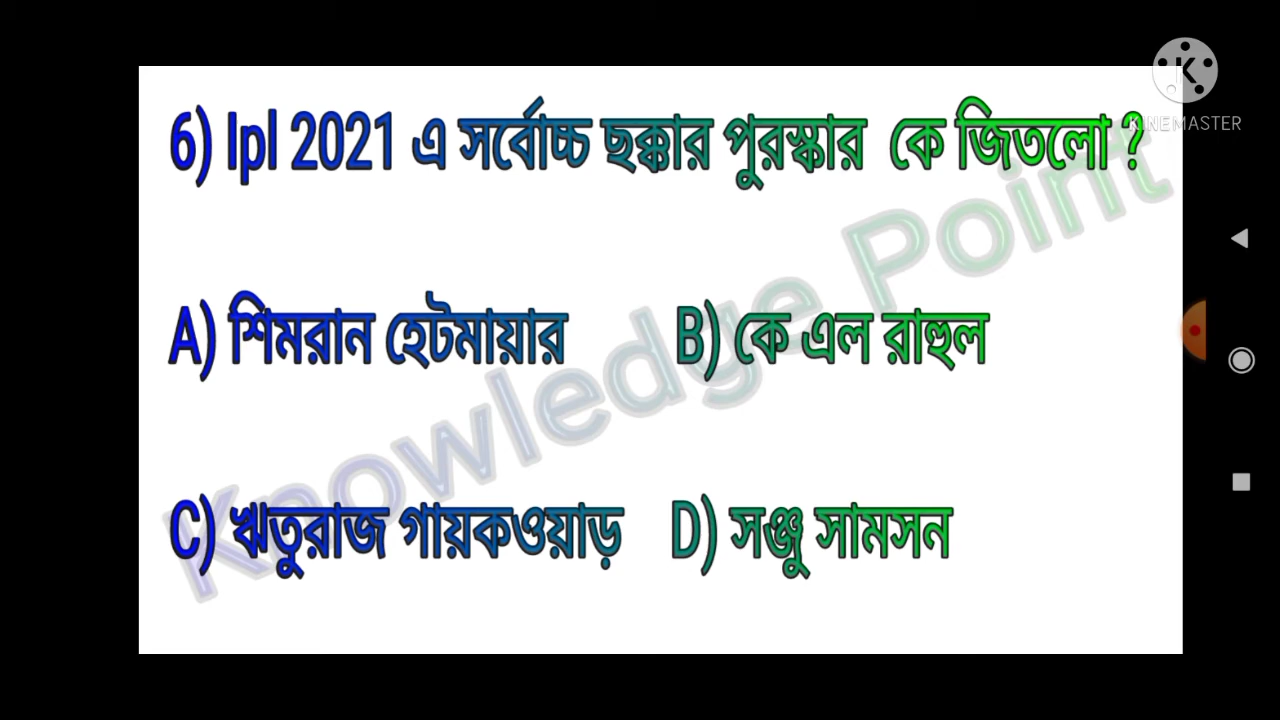 6) Ipl 2021 এ সর্বোচ্চ ছক্কার পুরস্কার কে জিতলো ?
KINEMASTER
A) শিমরান হেটমায়ার B) কে এল রাহুল
C) ঋতুরাজ গায়কওয়াড় D) সঞ্জু সামসন
Knowledge Point